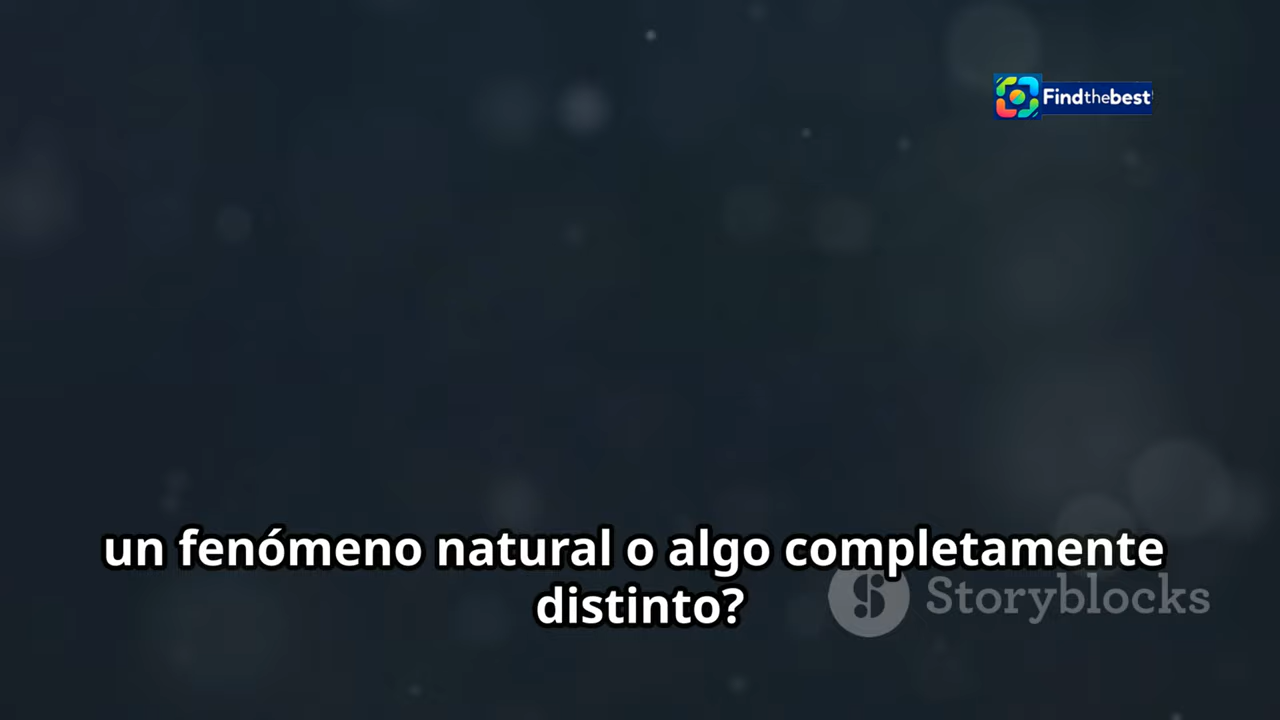 Findthebest
un fenómeno natural o algo completamente
distinto?
Storyblocks